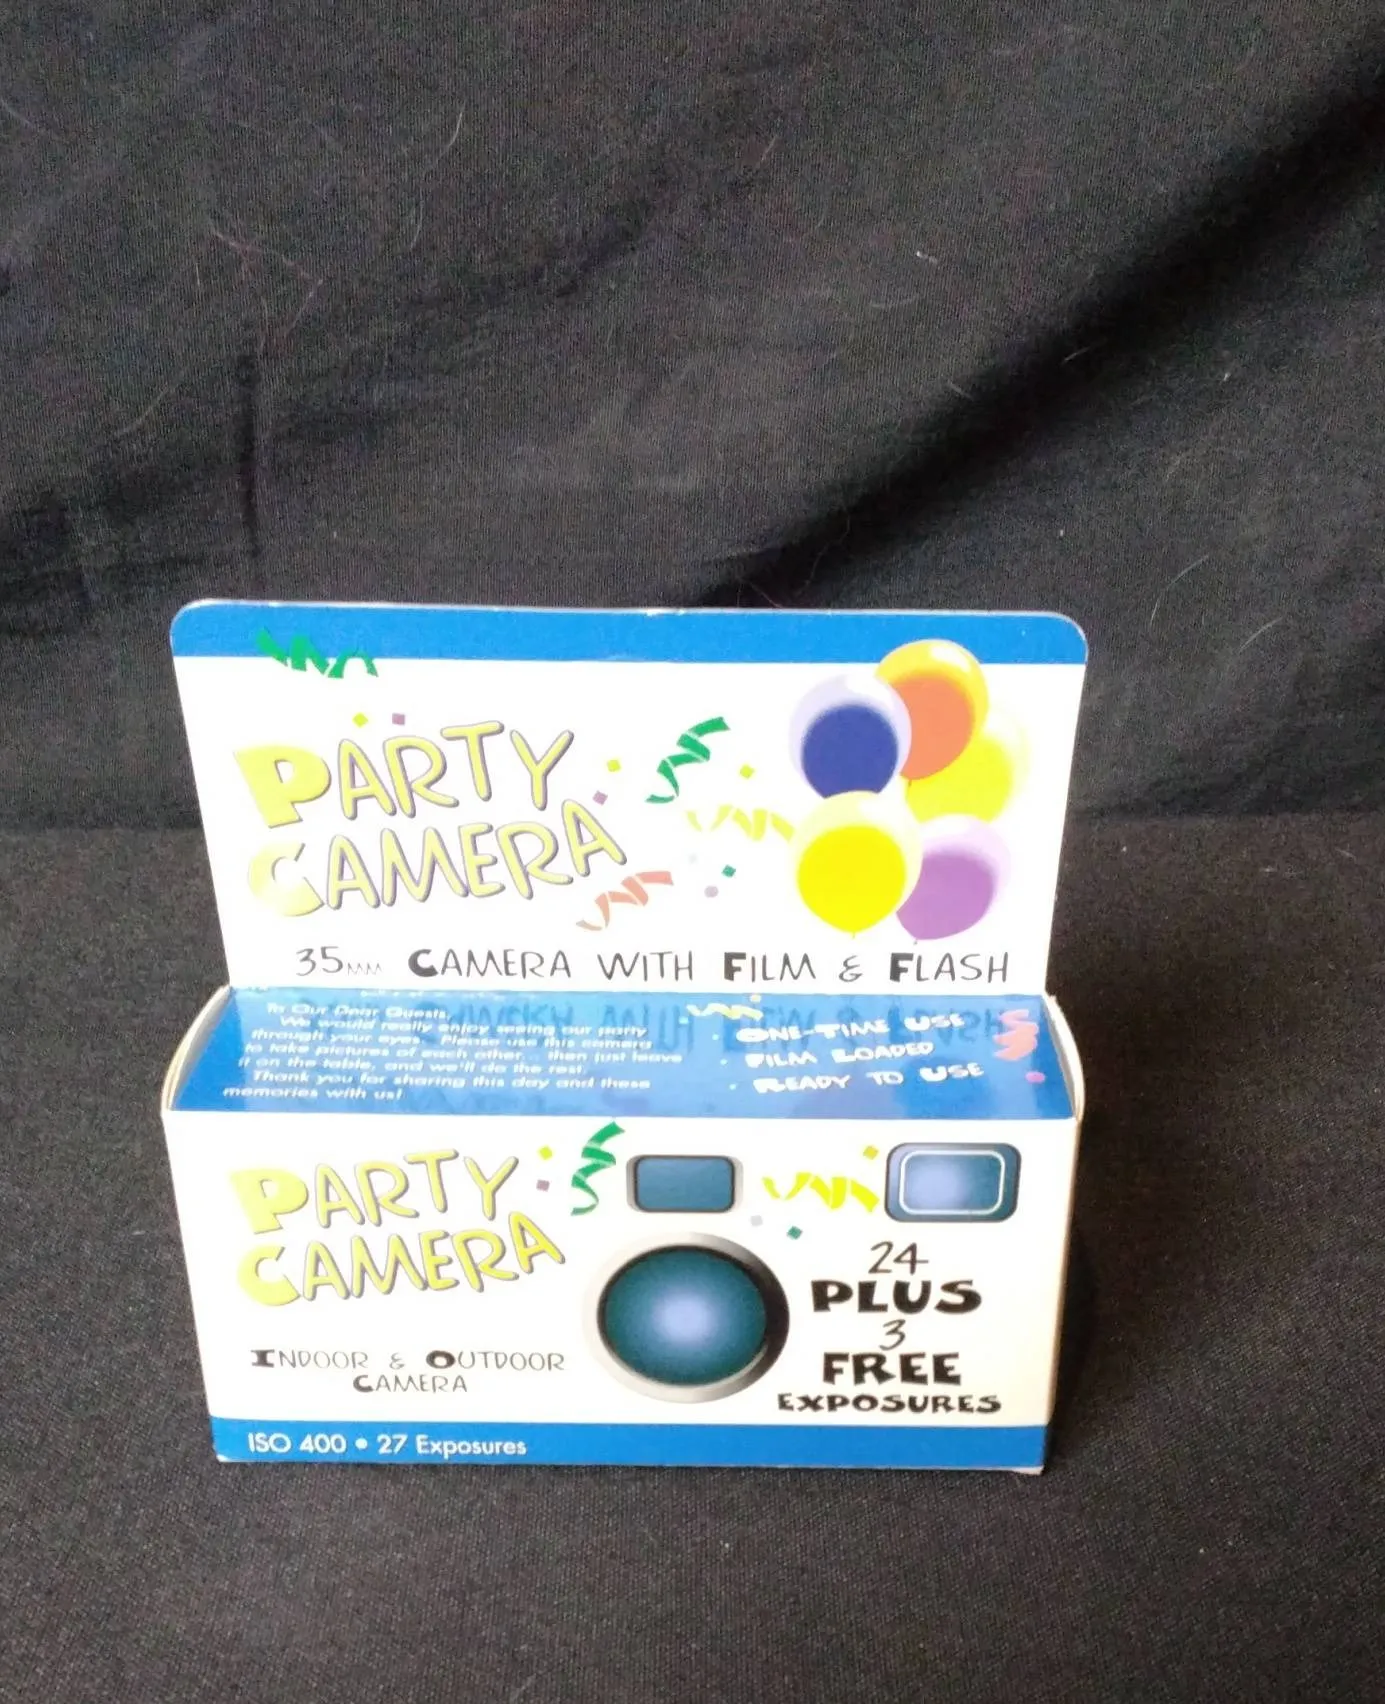 PARTY
CAMERA
35MM CAMERA WITH FILM & FLASH
To Our Dear Guests,
We would really enjoy seeing our party
through your eyes. Please use this camera
to take pictures of each other... then just leave
it on the table, and we'll do the rest.
Thank you for sharing this day and these
memories with us!
• ONE-TIME USE
• FILM LOADED
• READY TO USE
PARTY
CAMERA
INDOOR & OUTDOOR
CAMERA
24
PLUS
3
FREE
EXPOSURES
ISO 400 • 27 Exposures